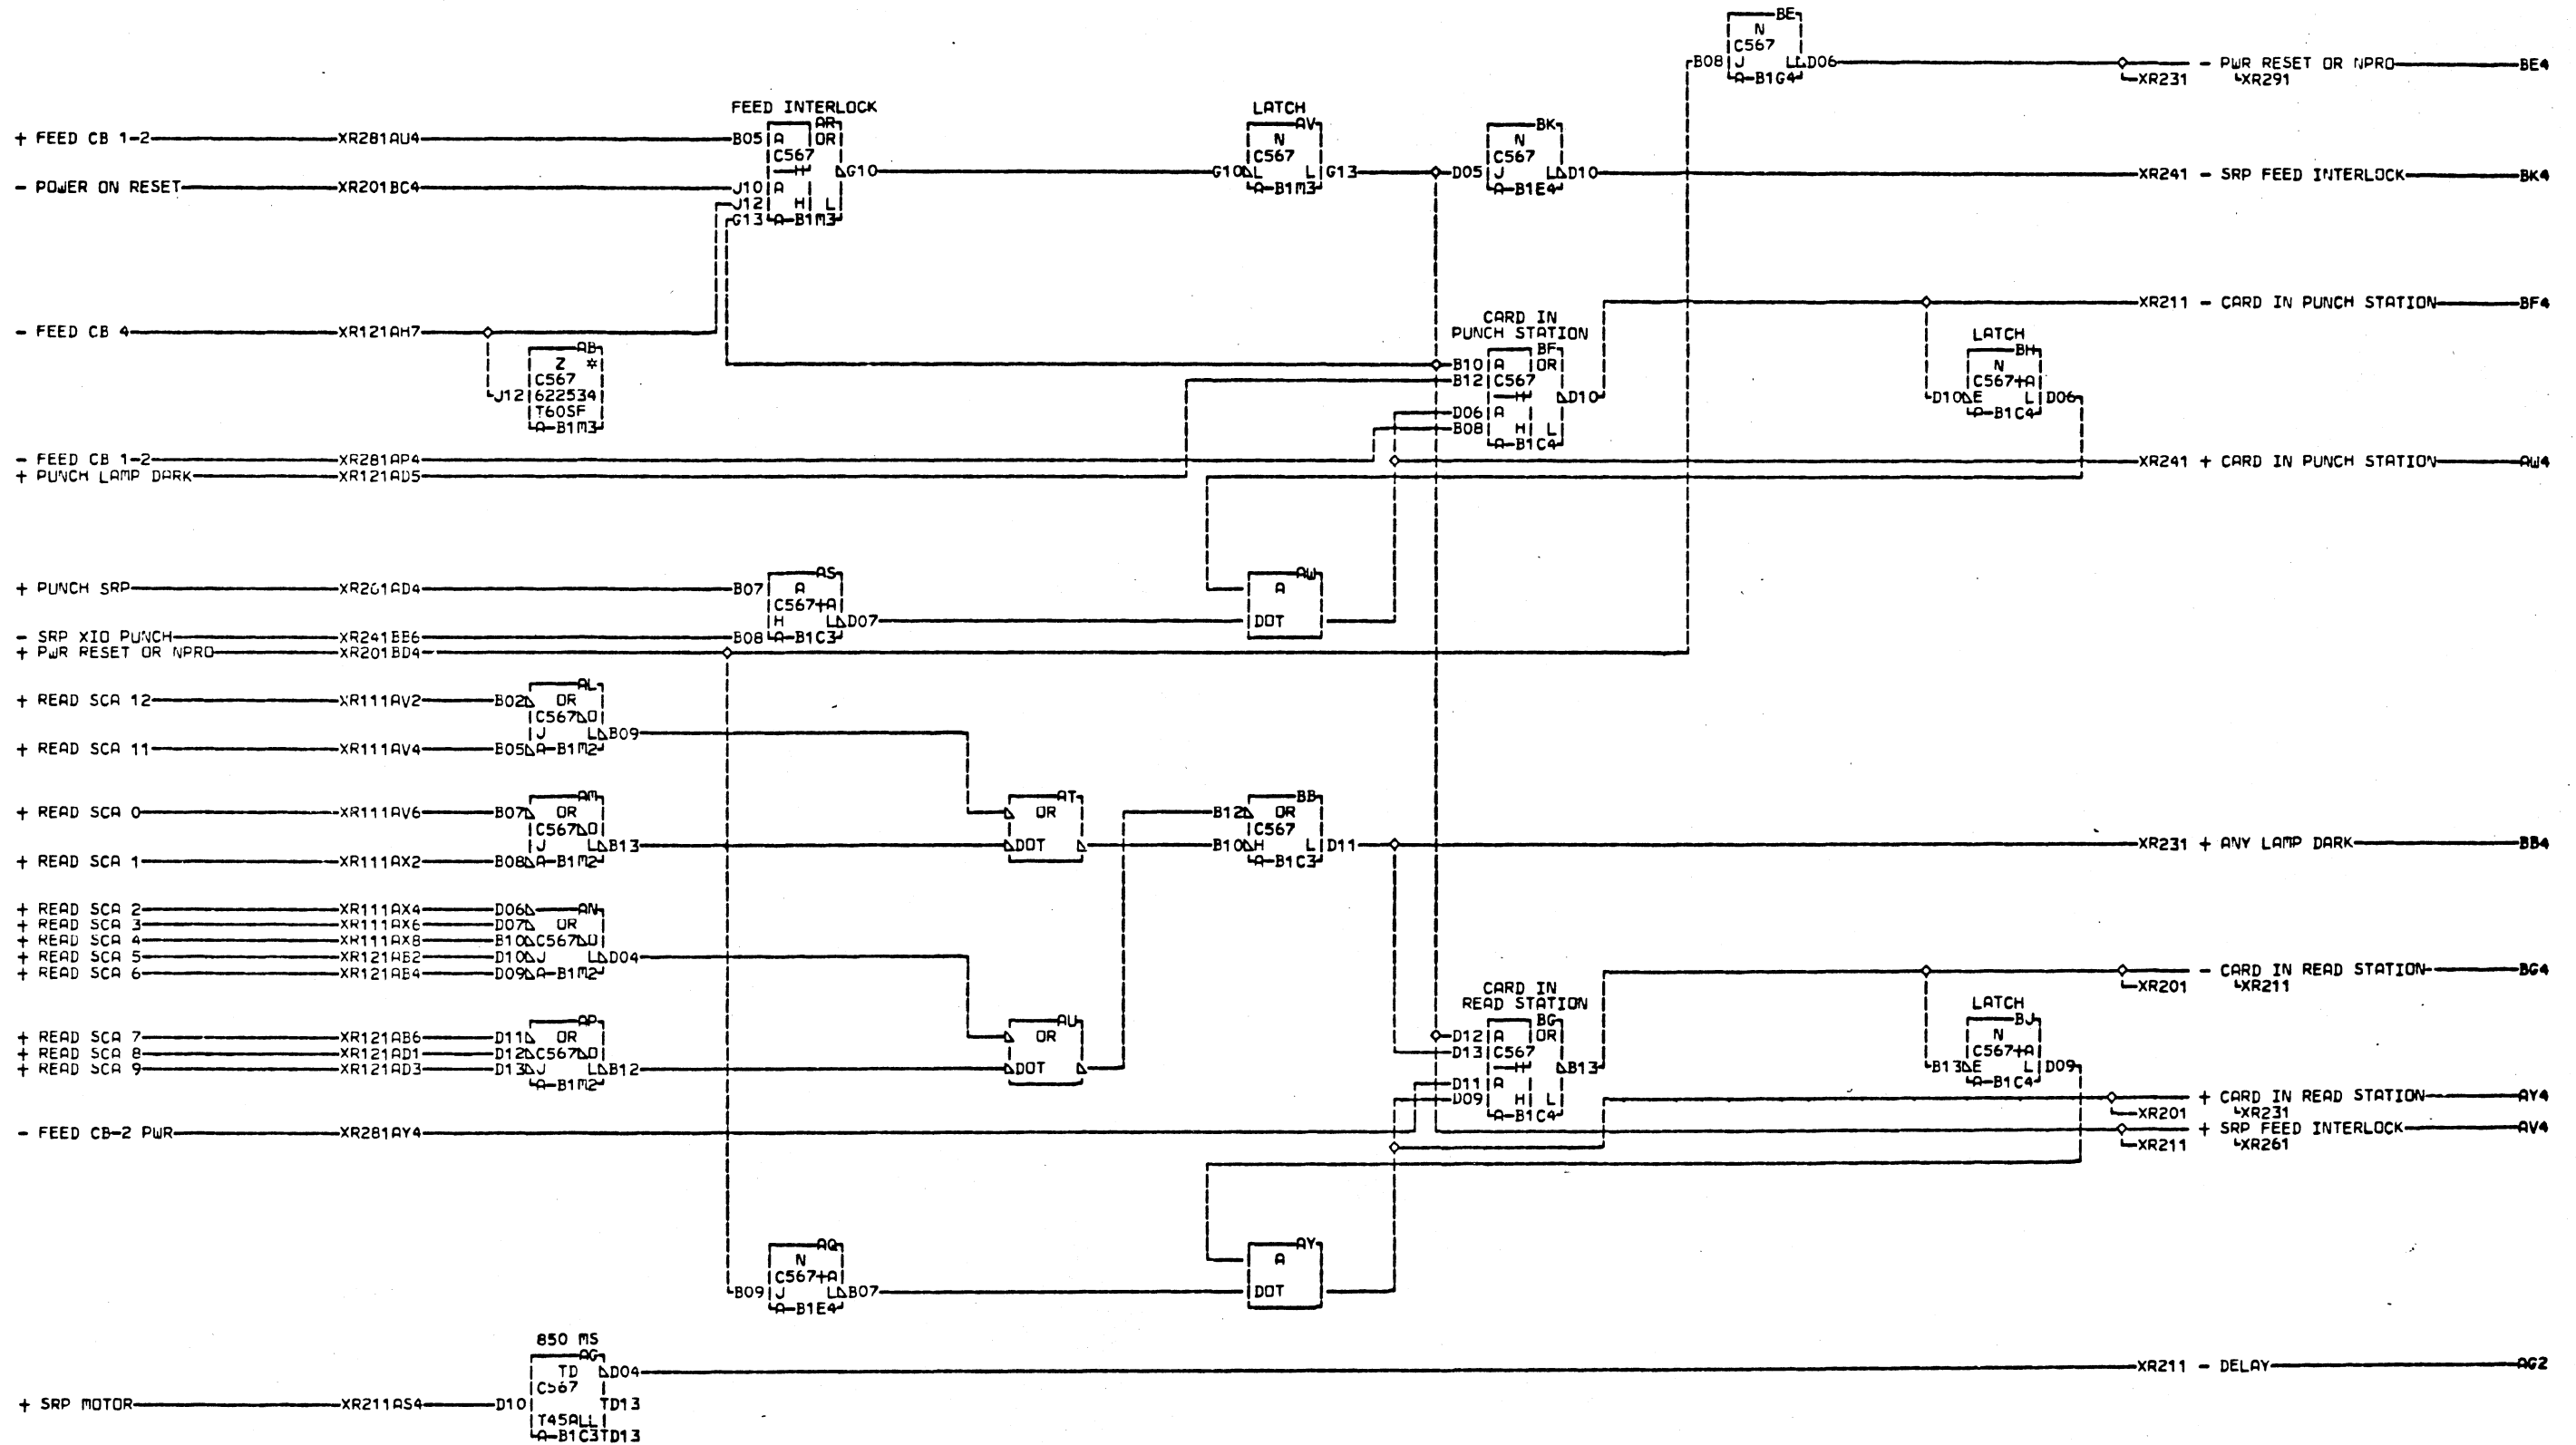 BE
N
C567
B08 J L D06 - PWR RESET OR NPRO BE4
A-B1G4 XR231 XR291
FEED INTERLOCK LATCH
AR AV BK
+ FEED CB 1-2 XR281AU4 B05 A OR N N
C567 C567 C567
H G10 G10 L L G13 D05 J L D10 XR241 - SRP FEED INTERLOCK BK4
- POWER ON RESET XR201BC4 J10 A A-B1M3 A-B1E4
J12 H L
G13 A-B1M3
XR211 - CARD IN PUNCH STATION BF4
CARD IN
PUNCH STATION
- FEED CB 4 XR121AH7 LATCH
AB BF BH
Z * B10 A OR N
C567 B12 C567 C567+A
J12 622534 H D10 D10 E L D06
T60SF D06 A A-B1C4
A-B1M3 B08 H L
A-B1C4
- FEED CB 1-2 XR281AP4 XR241 + CARD IN PUNCH STATION AW4
+ PUNCH LAMP DARK XR121AD5
AS AW
+ PUNCH SRP B07 A A
C567+A
H L D07 DOT
- SRP XIO PUNCH XR241BB6 B08 A-B1C3
+ PWR RESET OR NPRO XR201BD4
AL
+ READ SCA 12 XR111AV2 B02 OR
C567 O
J L B09
+ READ SCA 11 XR111AV4 B05 A-B1M2
AM AT BB
+ READ SCA 0 XR111AV6 B07 OR OR B12 OR
C567 O C567
J L B13 DOT B10 H L D11 XR231 + ANY LAMP DARK BB4
+ READ SCA 1 XR111AX2 B08 A-B1M2 A-B1C3
+ READ SCA 2 XR111AX4 D06 AN
+ READ SCA 3 XR111AX6 D07 OR
+ READ SCA 4 XR111AX8 B10 C567 O
+ READ SCA 5 XR121AB2 D10 J L D04
+ READ SCA 6 XR121AB4 D09 A-B1M2
- CARD IN READ STATION BG4
XR201 XR211
CARD IN
READ STATION LATCH
AP AU BG BJ
+ READ SCA 7 XR121AB6 D11 OR OR D12 A OR N
+ READ SCA 8 XR121AD1 D12 C567 O D13 C567 C567+A
+ READ SCA 9 XR121AD3 D13 J L B12 DOT H B13 B13 E L D09
A-B1M2 D11 A A-B1C4
D09 H L + CARD IN READ STATION AY4
A-B1C4 XR201 XR231
- FEED CB-2 PWR XR281AY4 + SRP FEED INTERLOCK AV4
XR211 XR261
AQ AY
N A
C567+A
B09 J L B07 DOT
A-B1E4
850 MS
AG
TD D04 XR211 - DELAY AG2
C567
+ SRP MOTOR XR211AS4 D10 TD13
T45ALL
A-B1C3TD13